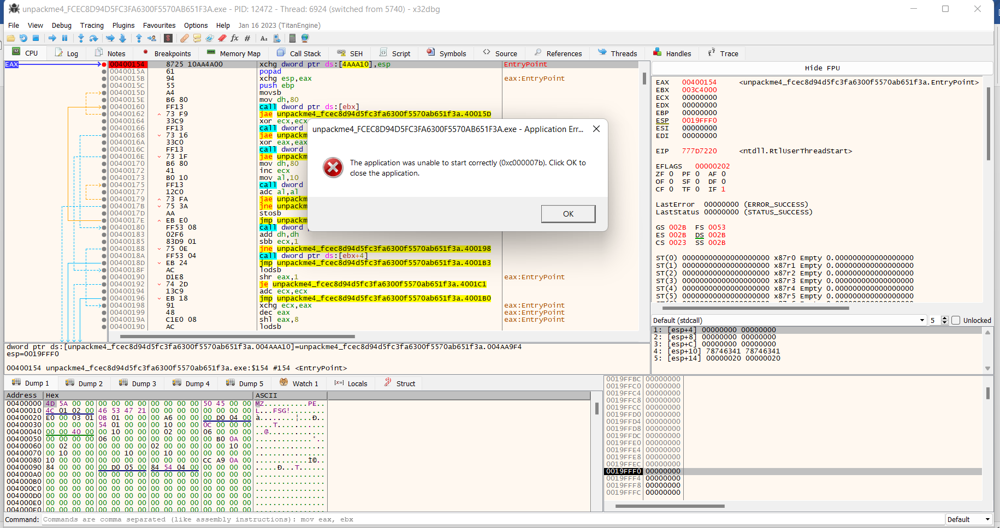 unpackme4_FCEC8D94D5FC3FA6300F5570AB651F3A.exe - PID: 12472 - Thread: 6924 (switched from 5740) - x32dbg
File View Debug Tracing Plugins Favourites Options Help Jan 16 2023 (TitanEngine)
CPU Log Notes Breakpoints Memory Map Call Stack SEH Script Symbols Source References Threads Handles Trace
EAX 00400154 8725 10AA4A00 xchg dword ptr ds:[4AAA10],esp EntryPoint
0040015A 61 popad
0040015B 94 xchg esp,eax eax:EntryPoint
0040015C 55 push ebp
0040015D A4 movsb
0040015E B6 80 mov dh,80
00400160 FF13 call dword ptr ds:[ebx]
00400162 73 F9 jae unpackme4_fcec8d94d5fc3fa6300f5570ab651f3a.40015D
00400164 33C9 xor ecx,ecx
00400166 FF13 call dword
00400168 73 16 jae unpackm
0040016A 33C0 xor eax,eax
0040016C FF13 call dword
0040016E 73 1F jae unpackm
00400170 B6 80 mov dh,80
00400172 41 inc ecx
00400173 B0 10 mov al,10
00400175 FF13 call dword
00400177 12C0 adc al,al
00400179 73 FA jae unpackm
0040017B 75 3A jne unpackm
0040017D AA stosb
0040017E EB E0 jmp unpackm
00400180 FF53 08 call dword
00400183 02F6 add dh,dh
00400185 83D9 01 sbb ecx,1
00400188 75 0E jne unpackme4_fcec8d94d5fc3fa6300f5570ab651f3a.400198
0040018A FF53 04 call dword ptr ds:[ebx+4]
0040018D EB 24 jmp unpackme4_fcec8d94d5fc3fa6300f5570ab651f3a.4001B3
0040018F AC lodsb
00400190 D1E8 shr eax,1 eax:EntryPoint
00400192 74 2D je unpackme4_fcec8d94d5fc3fa6300f5570ab651f3a.4001C1
00400194 13C9 adc ecx,ecx
00400196 EB 18 jmp unpackme4_fcec8d94d5fc3fa6300f5570ab651f3a.4001B0
00400198 91 xchg ecx,eax eax:EntryPoint
00400199 48 dec eax eax:EntryPoint
0040019A C1E0 08 shl eax,8 eax:EntryPoint
0040019D AC lodsb
unpackme4_FCEC8D94D5FC3FA6300F5570AB651F3A.exe - Application Err...
The application was unable to start correctly (0xc000007b). Click OK to
close the application.
OK
Hide FPU
EAX 00400154 <unpackme4_fcec8d94d5fc3fa6300f5570ab651f3a.EntryPoint>
EBX 003C4000
ECX 00000000
EDX 00000000
EBP 00000000
ESP 0019FFF0
ESI 00000000
EDI 00000000
EIP 777D7220 <ntdll.RtlUserThreadStart>
EFLAGS 00000202
ZF 0 PF 0 AF 0
OF 0 SF 0 DF 0
CF 0 TF 0 IF 1
LastError 00000000 (ERROR_SUCCESS)
LastStatus 00000000 (STATUS_SUCCESS)
GS 002B FS 0053
ES 002B DS 002B
CS 0023 SS 002B
ST(0) 00000000000000000000 x87r0 Empty 0.000000000000000000
ST(1) 00000000000000000000 x87r1 Empty 0.000000000000000000
ST(2) 00000000000000000000 x87r2 Empty 0.000000000000000000
ST(3) 00000000000000000000 x87r3 Empty 0.000000000000000000
ST(4) 00000000000000000000 x87r4 Empty 0.000000000000000000
ST(5) 00000000000000000000 x87r5 Empty 0.000000000000000000
Default (stdcall) 5 Unlocked
1: [esp+4] 00000000 00000000
2: [esp+8] 00000000 00000000
3: [esp+C] 00000000 00000000
4: [esp+10] 78746341 78746341
5: [esp+14] 00000020 00000020
dword ptr ds:[unpackme4_fcec8d94d5fc3fa6300f5570ab651f3a.004AAA10]=unpackme4_fcec8d94d5fc3fa6300f5570ab651f3a.004AA9F4
esp=0019FFF0
00400154 unpackme4_fcec8d94d5fc3fa6300f5570ab651f3a.exe:$154 #154 <EntryPoint>
Dump 1 Dump 2 Dump 3 Dump 4 Dump 5 Watch 1 Locals Struct
Address Hex ASCII
00400000 4D 5A 00 00 00 00 00 00 00 00 00 00 50 45 00 00 MZ..........PE..
00400010 4C 01 02 00 46 53 47 21 00 00 00 00 00 00 00 00 L...FSG!........
00400020 E0 00 03 01 0B 01 00 00 00 A6 00 00 00 D0 04 00 à........¦...Ð..
00400030 00 00 00 00 54 01 00 00 00 10 00 00 0C 00 00 00 ....T...........
00400040 00 00 40 00 00 10 00 00 00 02 00 00 06 00 00 00 ..@.............
00400050 00 00 00 00 06 00 00 00 00 00 00 00 00 B0 0A 00 .............°..
00400060 00 02 00 00 00 00 00 00 02 00 00 00 00 00 10 00 ................
00400070 00 10 00 00 00 00 10 00 00 10 00 00 00 00 00 00 ................
00400080 10 00 00 00 00 00 00 00 00 00 00 00 CC A9 0A 00 ............Ì©..
00400090 84 00 00 00 00 D0 05 00 84 54 04 00 00 00 00 00 .....Ð...T......
004000A0 00 00 00 00 00 00 00 00 00 00 00 00 00 00 00 00 ................
004000B0 00 00 00 00 00 00 00 00 00 00 00 00 00 00 00 00 ................
004000C0 00 00 00 00 00 00 00 00 00 00 00 00 00 00 00 00 ................
004000D0 00 00 00 00 00 00 00 00 00 00 00 00 00 00 00 00 ................
004000E0 00 00 00 00 00 00 00 00 00 00 00 00 00 00 00 00 ................
0019FFBC 00000000
0019FFC0 00000000
0019FFC4 00000000
0019FFC8 00000000
0019FFCC 00000000
0019FFD0 00000000
0019FFD4 00000000
0019FFD8 00000000
0019FFDC 00000000
0019FFE0 00000000
0019FFE4 00000000
0019FFE8 00000000
0019FFEC 00000000
0019FFF0 00000000
0019FFF4 00000000
0019FFF8 00000000
0019FFFC 00000000
Command: Commands are comma separated (like assembly instructions): mov eax, ebx Default